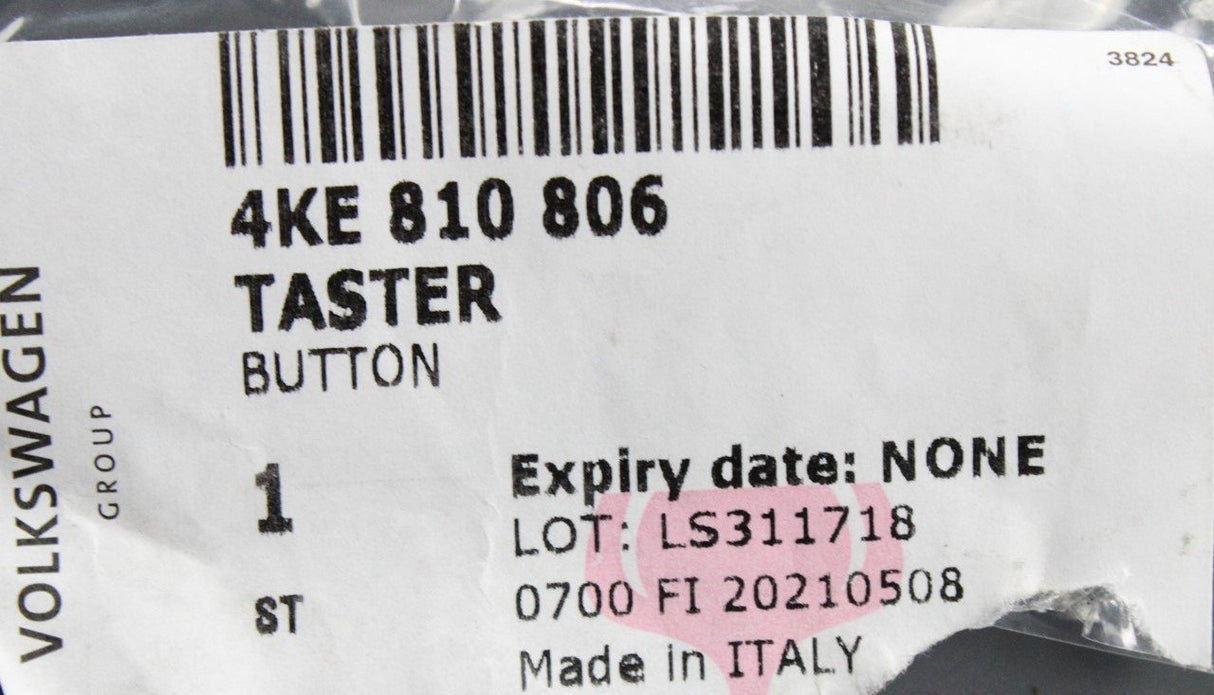 3824
4KE 810 806
TASTER
BUTTON
VOLKSWAGEN
GROUP
1
ST
Expiry date: NONE
LOT: LS311718
0700 FI 20210508
Made in ITALY